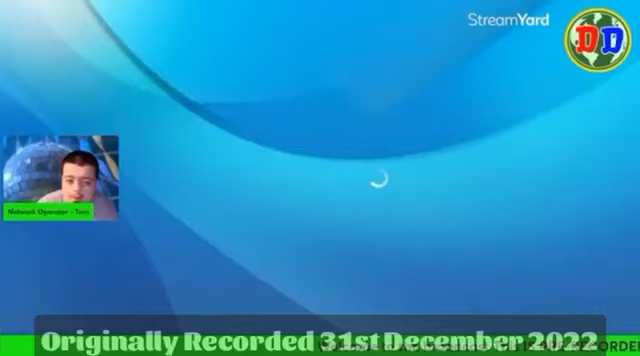 StreamYard
DD
Network Operator - Tom
Originally Recorded 31st December 2022